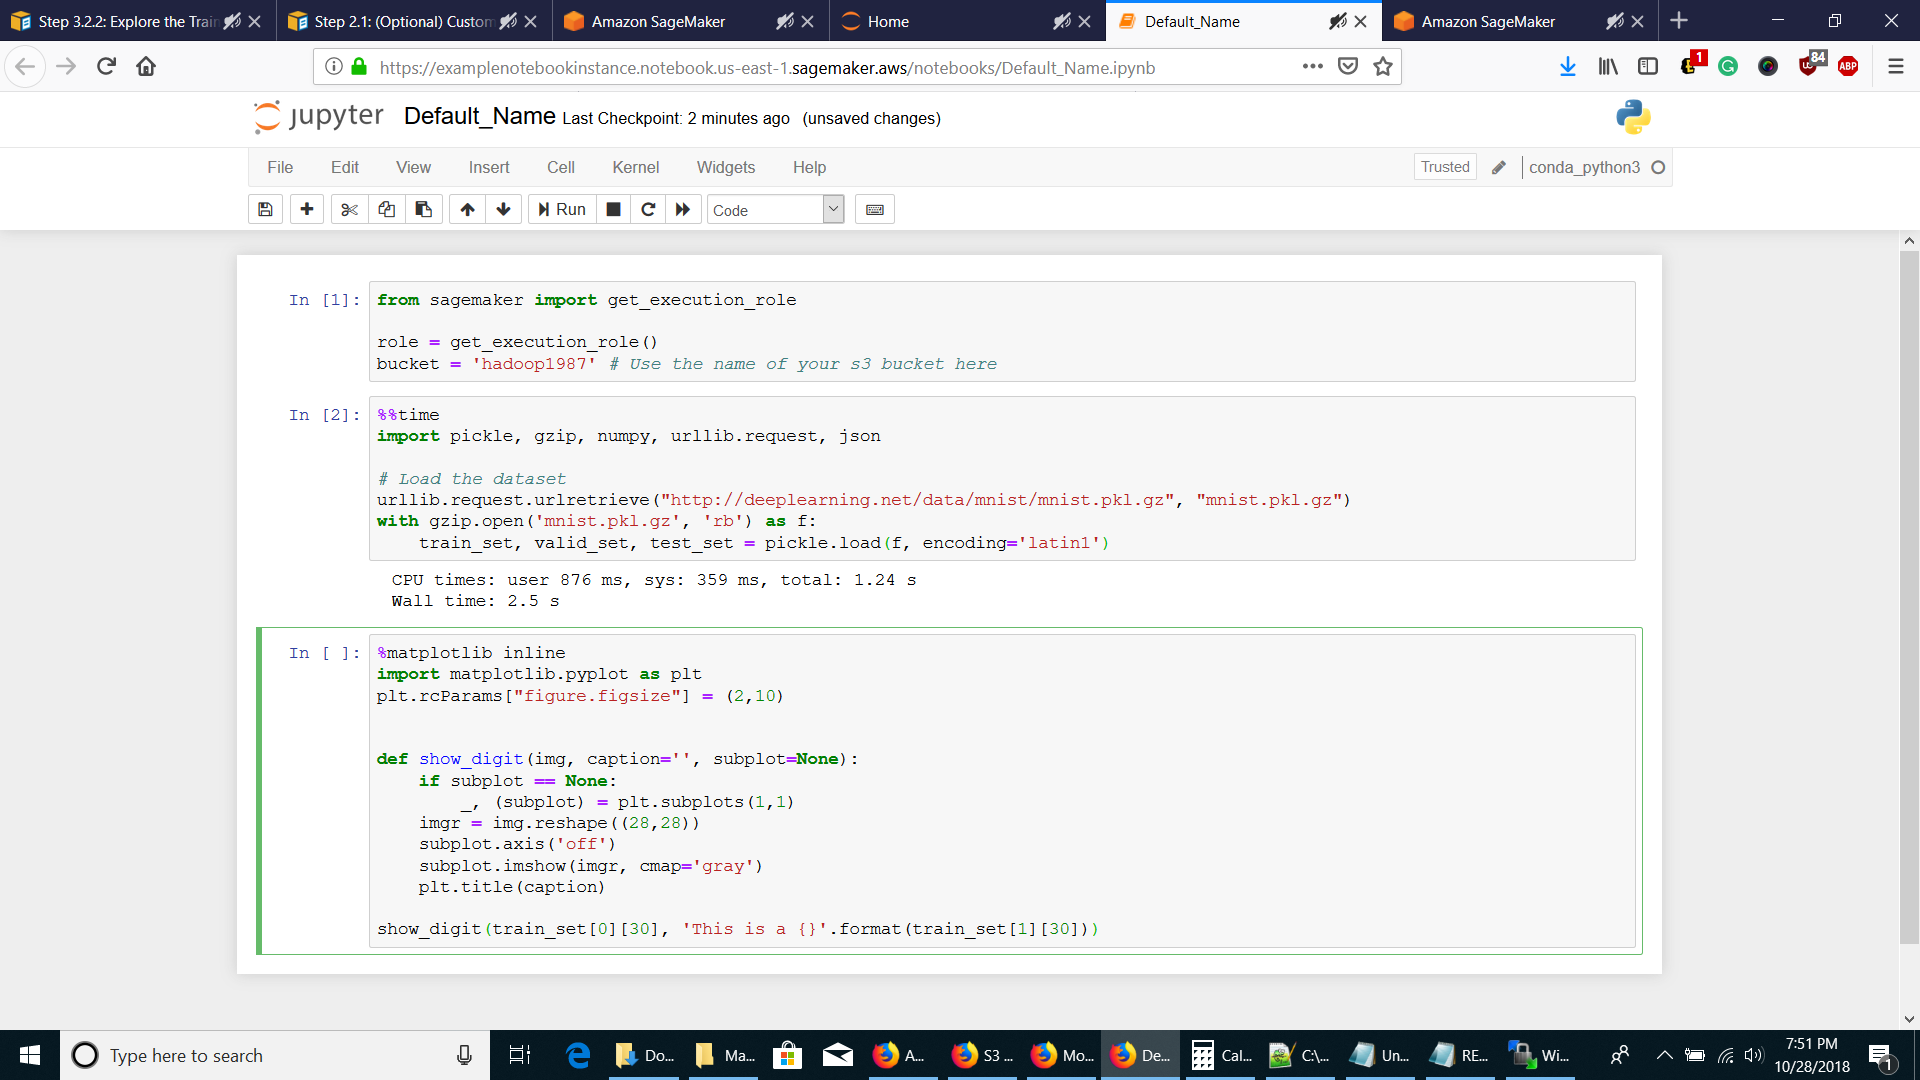 Step 3.2.2: Explore the Train
Step 2.1: (Optional) Custom
Amazon SageMaker
Home
Default_Name
Amazon SageMaker
https://examplenotebookinstance.notebook.us-east-1.sagemaker.aws/notebooks/Default_Name.ipynb
1
84
ABP
jupyter Default_Name Last Checkpoint: 2 minutes ago (unsaved changes)
File Edit View Insert Cell Kernel Widgets Help
Trusted
conda_python3
Run
Code
In [1]: from sagemaker import get_execution_role
role = get_execution_role()
bucket = 'hadoop1987' # Use the name of your s3 bucket here
In [2]: %%time
import pickle, gzip, numpy, urllib.request, json
# Load the dataset
urllib.request.urlretrieve("http://deeplearning.net/data/mnist/mnist.pkl.gz", "mnist.pkl.gz")
with gzip.open('mnist.pkl.gz', 'rb') as f:
    train_set, valid_set, test_set = pickle.load(f, encoding='latin1')
CPU times: user 876 ms, sys: 359 ms, total: 1.24 s
Wall time: 2.5 s
In [ ]: %matplotlib inline
import matplotlib.pyplot as plt
plt.rcParams["figure.figsize"] = (2,10)
def show_digit(img, caption='', subplot=None):
    if subplot == None:
        _, (subplot) = plt.subplots(1,1)
    imgr = img.reshape((28,28))
    subplot.axis('off')
    subplot.imshow(imgr, cmap='gray')
    plt.title(caption)
show_digit(train_set[0][30], 'This is a {}'.format(train_set[1][30]))
Type here to search
Do...
Ma...
A...
S3 ...
Mo...
De...
Cal...
C:\...
Un...
RE...
Wi...
7:51 PM
10/28/2018
1